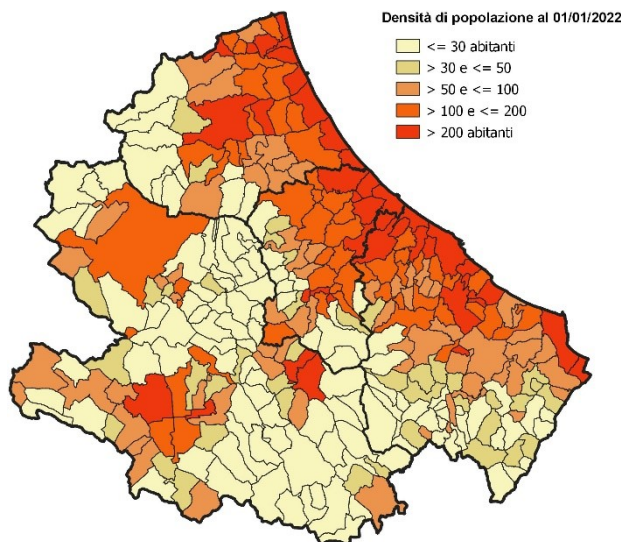 Densità di popolazione al 01/01/2022
<= 30 abitanti
> 30 e <= 50
> 50 e <= 100
> 100 e <= 200
> 200 abitanti